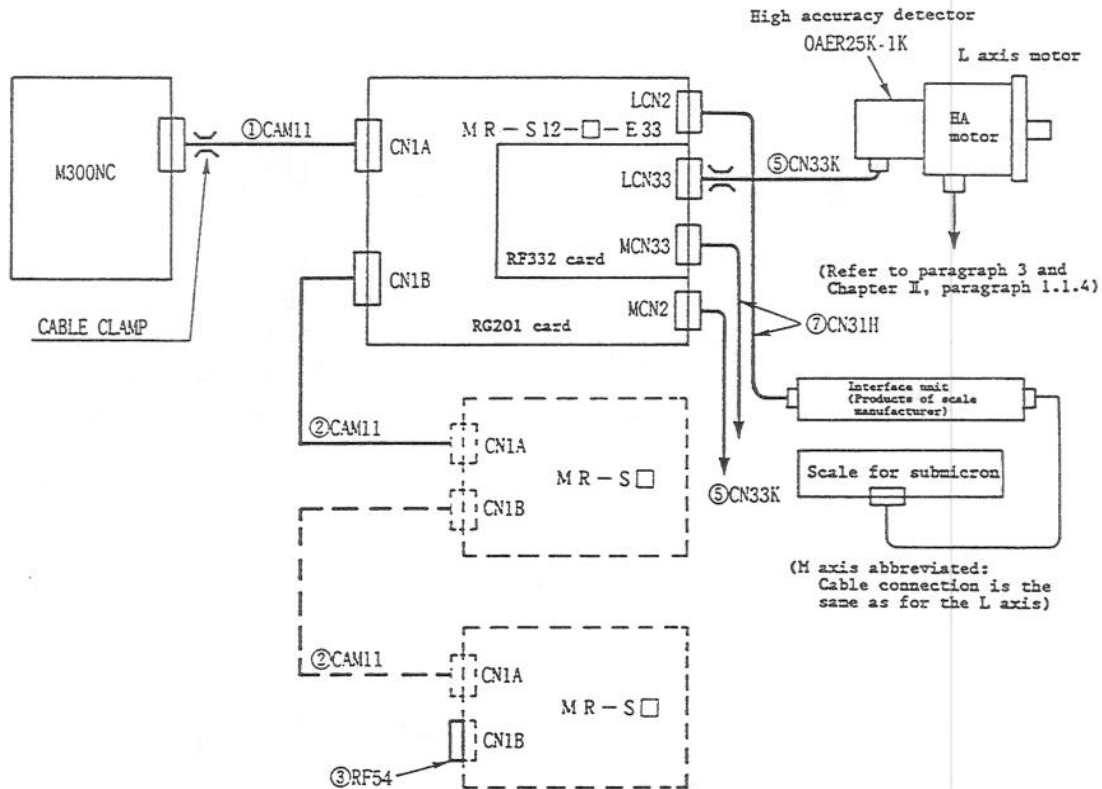 High accuracy detector
OAER25K-1K
L axis motor
HA
motor
M300NC
①CAM11
CN1A
CN1B
MR-S12-□-E33
LCN2
LCN33
MCN33
MCN2
RF332 card
RG201 card
⑤CN33K
CABLE CLAMP
(Refer to paragraph 3 and
Chapter Ⅱ, paragraph 1.1.4)
⑦CN31H
Interface unit
(Products of scale
manufacturer)
②CAM11
CN1A
MR-S□
CN1B
⑤CN33K
Scale for submicron
(M axis abbreviated:
Cable connection is the
same as for the L axis)
②CAM11
CN1A
MR-S□
CN1B
③RF54